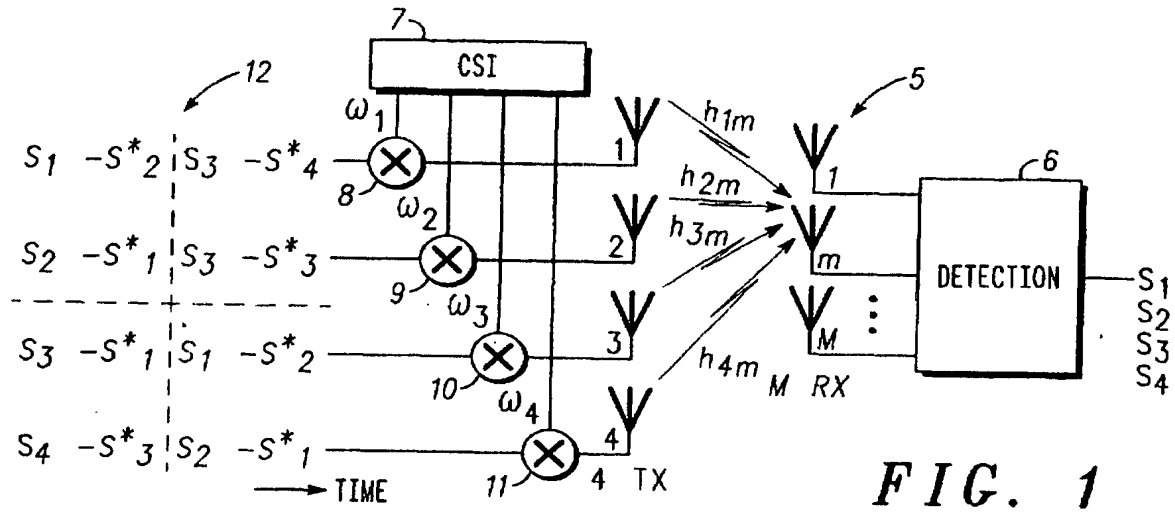 7
CSI
12
5
ω1
h1m
S1 -S*2 S3 -S*4
8
1
1
6
ω2
h2m
h3m
S2 -S*1 S3 -S*3
9
2
m
DETECTION
S1
S2
S3
S4
ω3
S3 -S*1 S1 -S*2
10
3
M
h4m
M RX
ω4
S4 -S*3 S2 -S*1
11
4
4 TX
TIME
FIG. 1